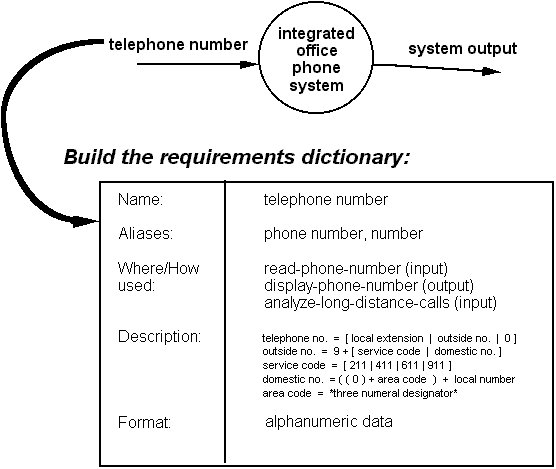 telephone number
integrated
office
phone
system
system output
Build the requirements dictionary:
Name: telephone number
Aliases: phone number, number
Where/How used: read-phone-number (input)
display-phone-number (output)
analyze-long-distance-calls (input)
Description: telephone no. = [ local extension | outside no. | 0 ]
outside no. = 9 + [ service code | domestic no. ]
service code = [ 211 | 411 | 611 | 911 ]
domestic no. = ( ( 0 ) + area code ) + local number
area code = *three numeral designator*
Format: alphanumeric data